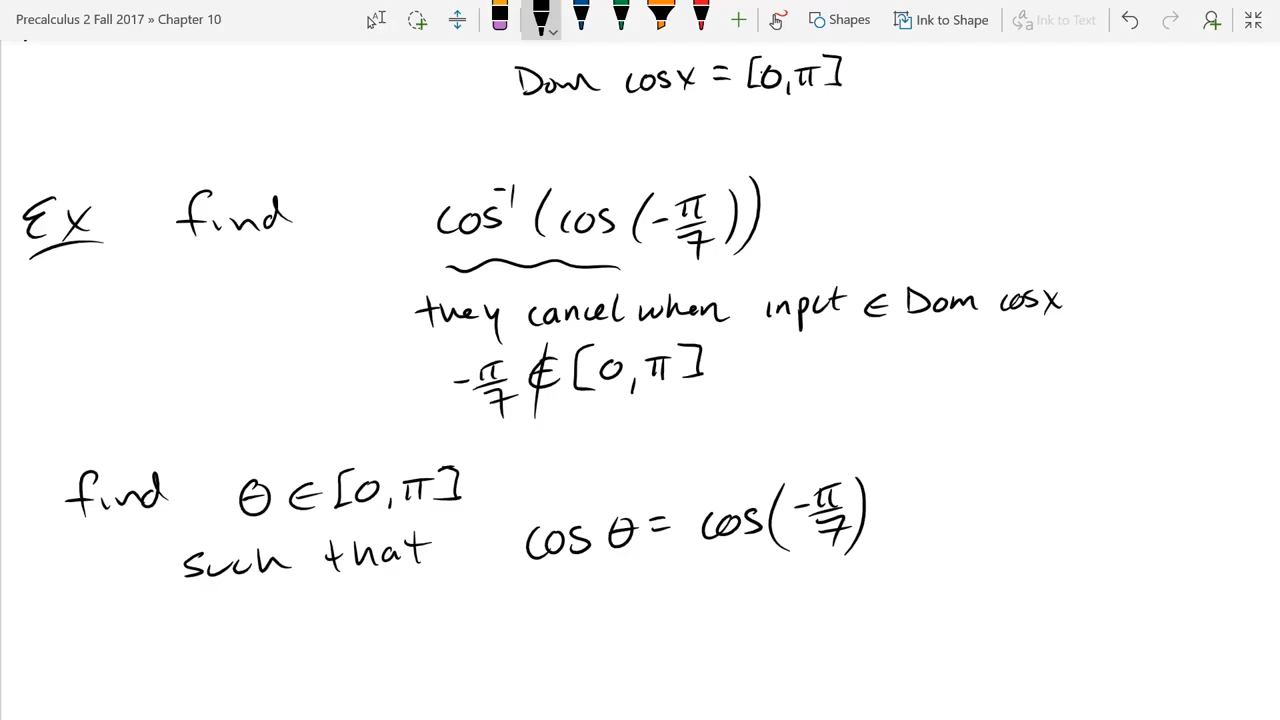 Precalculus 2 Fall 2017 » Chapter 10
Shapes
Ink to Shape
Ink to Text
Dom cos x = [0, π]
Ex find cos⁻¹(cos(-π/7))
they cancel when input ∈ Dom cos x
-π/7 ∉ [0, π]
find θ ∈ [0, π]
such that cos θ = cos(-π/7)